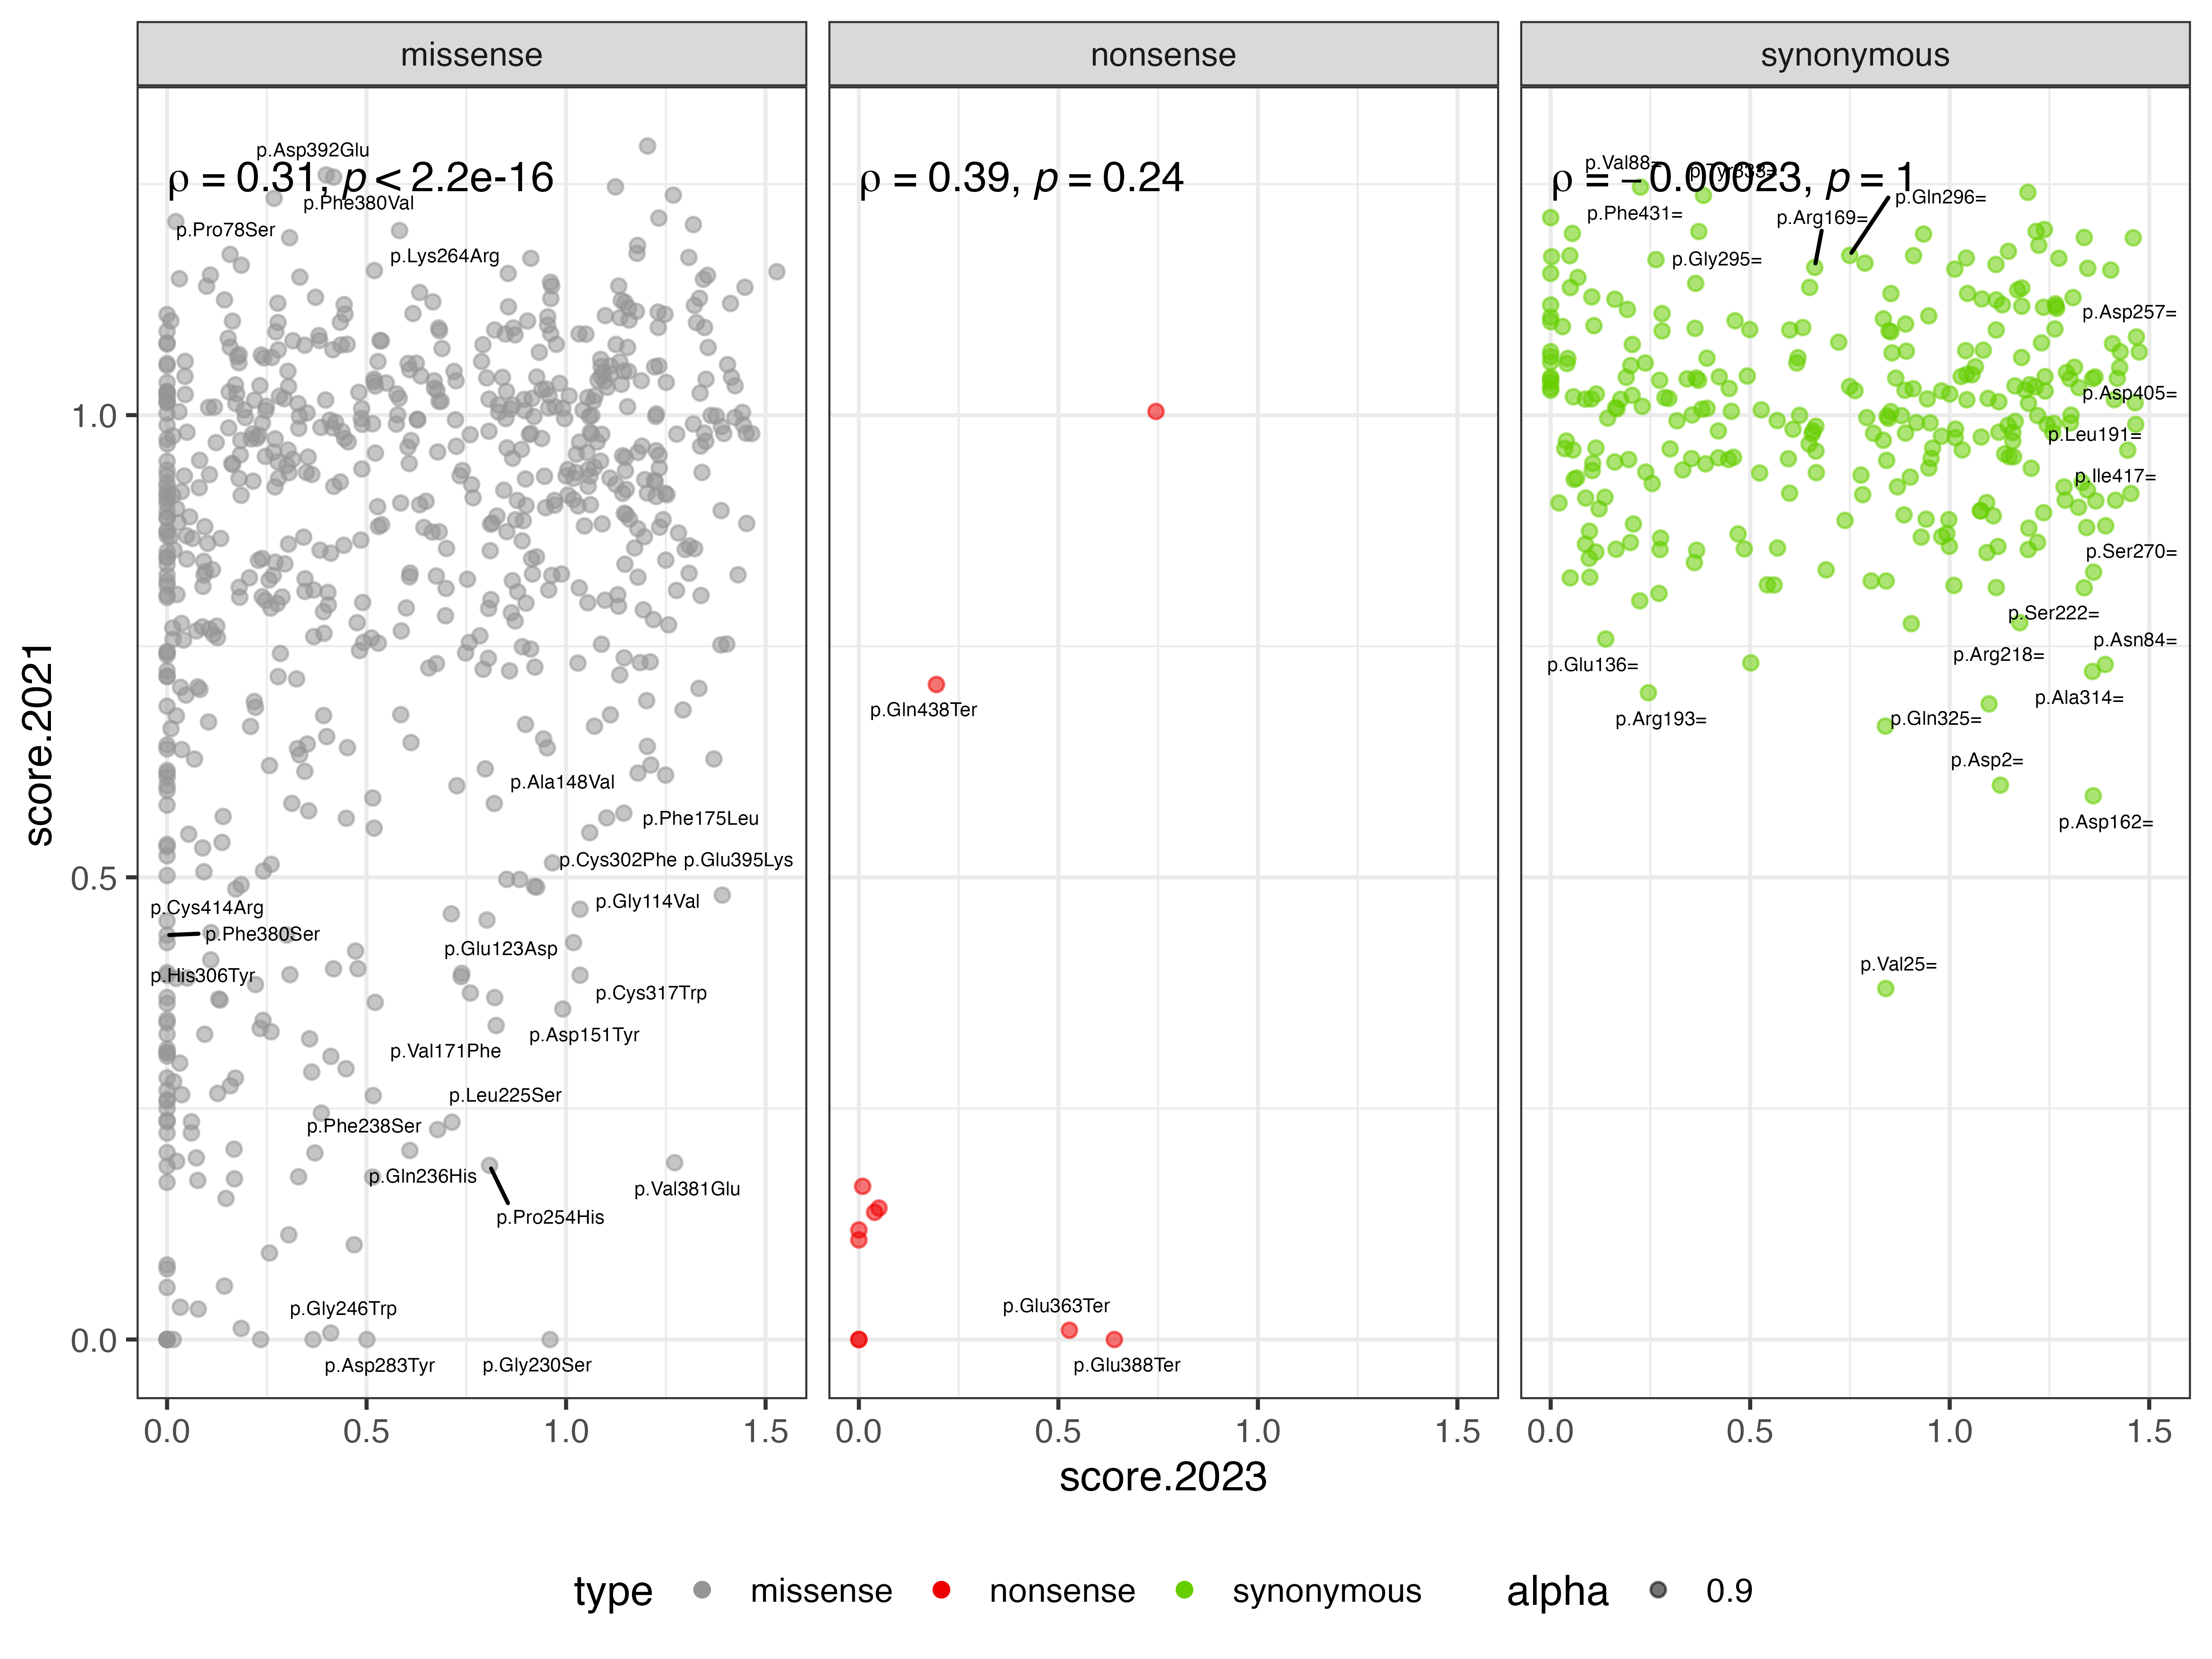 missense
nonsense
synonymous
ρ = 0.31, p < 2.2e-16
ρ = 0.39, p = 0.24
ρ = −0.00023, p = 1
p.Asp392Glu
p.Phe380Val
p.Pro78Ser
p.Lys264Arg
p.Ala148Val
p.Phe175Leu
p.Cys302Phe
p.Glu395Lys
p.Gly114Val
p.Cys414Arg
p.Phe380Ser
p.Glu123Asp
p.His306Tyr
p.Cys317Trp
p.Asp151Tyr
p.Val171Phe
p.Leu225Ser
p.Phe238Ser
p.Gln236His
p.Val381Glu
p.Pro254His
p.Gly246Trp
p.Asp283Tyr
p.Gly230Ser
p.Gln438Ter
p.Glu363Ter
p.Glu388Ter
p.Val88=
p.Tyr333=
p.Gln296=
p.Phe431=
p.Arg169=
p.Gly295=
p.Asp257=
p.Asp405=
p.Leu191=
p.Ile417=
p.Ser270=
p.Ser222=
p.Asn84=
p.Arg218=
p.Glu136=
p.Ala314=
p.Arg193=
p.Gln325=
p.Asp2=
p.Asp162=
p.Val25=
score.2021
1.0
0.5
0.0
0.0 0.5 1.0 1.5
0.0 0.5 1.0 1.5
0.0 0.5 1.0 1.5
score.2023
type missense nonsense synonymous alpha 0.9